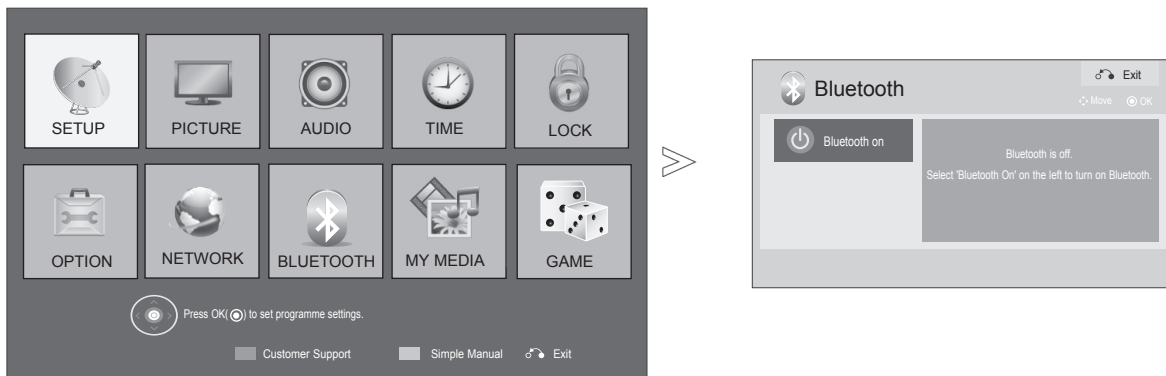 SETUP PICTURE AUDIO TIME LOCK
OPTION NETWORK BLUETOOTH MY MEDIA GAME
Press OK( ) to set programme settings.
Customer Support Simple Manual Exit
Bluetooth
Exit
Move OK
Bluetooth on
Bluetooth is off.
Select 'Bluetooth On' on the left to turn on Bluetooth.